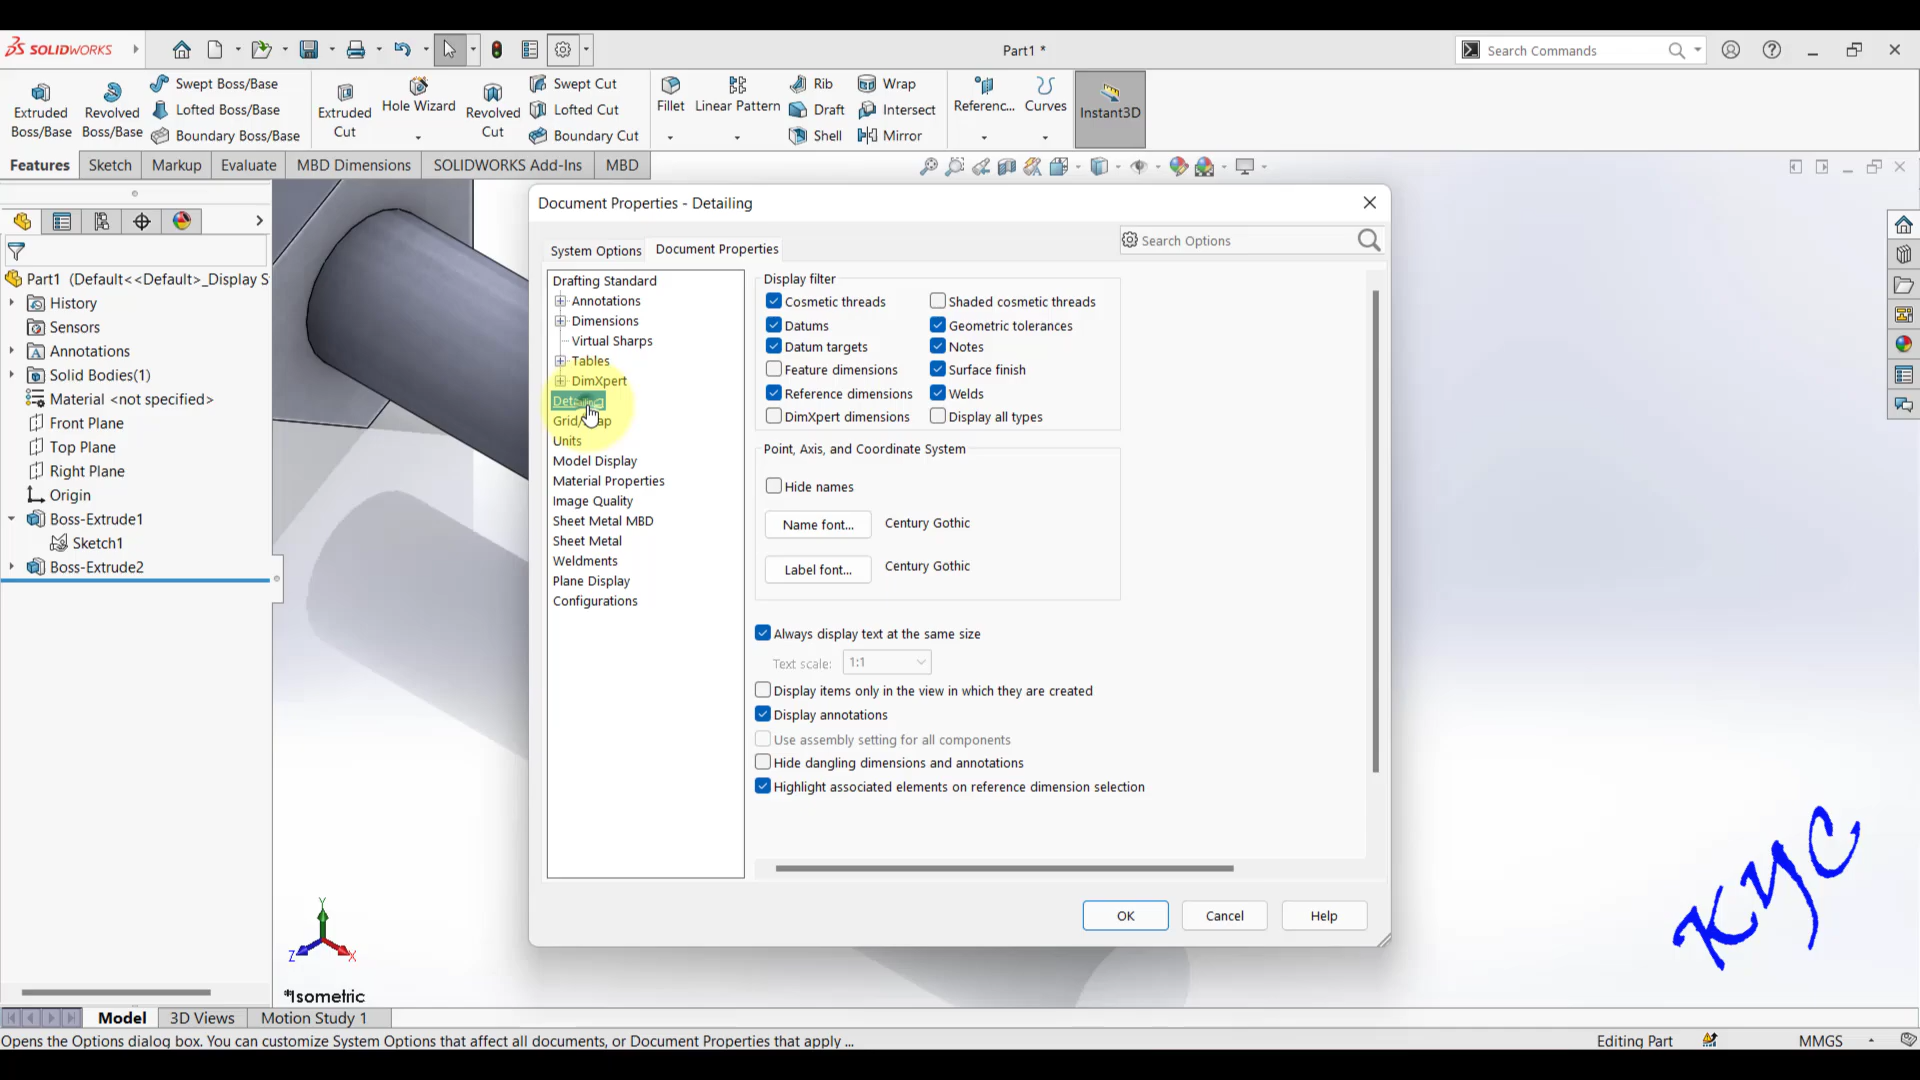 SOLIDWORKS
Part1 *
Search Commands
Extruded Boss/Base
Revolved Boss/Base
Swept Boss/Base
Lofted Boss/Base
Boundary Boss/Base
Extruded Cut
Hole Wizard
Revolved Cut
Swept Cut
Lofted Cut
Boundary Cut
Fillet
Linear Pattern
Rib
Draft
Shell
Wrap
Intersect
Mirror
Referenc...
Curves
Instant3D
Features
Sketch
Markup
Evaluate
MBD Dimensions
SOLIDWORKS Add-Ins
MBD
Part1 (Default<<Default>_Display S
History
Sensors
Annotations
Solid Bodies(1)
Material <not specified>
Front Plane
Top Plane
Right Plane
Origin
Boss-Extrude1
Sketch1
Boss-Extrude2
Document Properties - Detailing
System Options
Document Properties
Search Options
Drafting Standard
Annotations
Dimensions
Virtual Sharps
Tables
DimXpert
Units
Model Display
Material Properties
Image Quality
Sheet Metal MBD
Sheet Metal
Weldments
Plane Display
Configurations
Display filter
Cosmetic threads
Shaded cosmetic threads
Datums
Geometric tolerances
Datum targets
Notes
Feature dimensions
Surface finish
Reference dimensions
Welds
DimXpert dimensions
Display all types
Point, Axis, and Coordinate System
Hide names
Name font...
Century Gothic
Label font...
Century Gothic
Always display text at the same size
Text scale:
1:1
Display items only in the view in which they are created
Display annotations
Use assembly setting for all components
Hide dangling dimensions and annotations
Highlight associated elements on reference dimension selection
OK
Cancel
Help
KYC
Y
Z
X
*Isometric
Model
3D Views
Motion Study 1
Opens the Options dialog box. You can customize System Options that affect all documents, or Document Properties that apply ...
Editing Part
MMGS